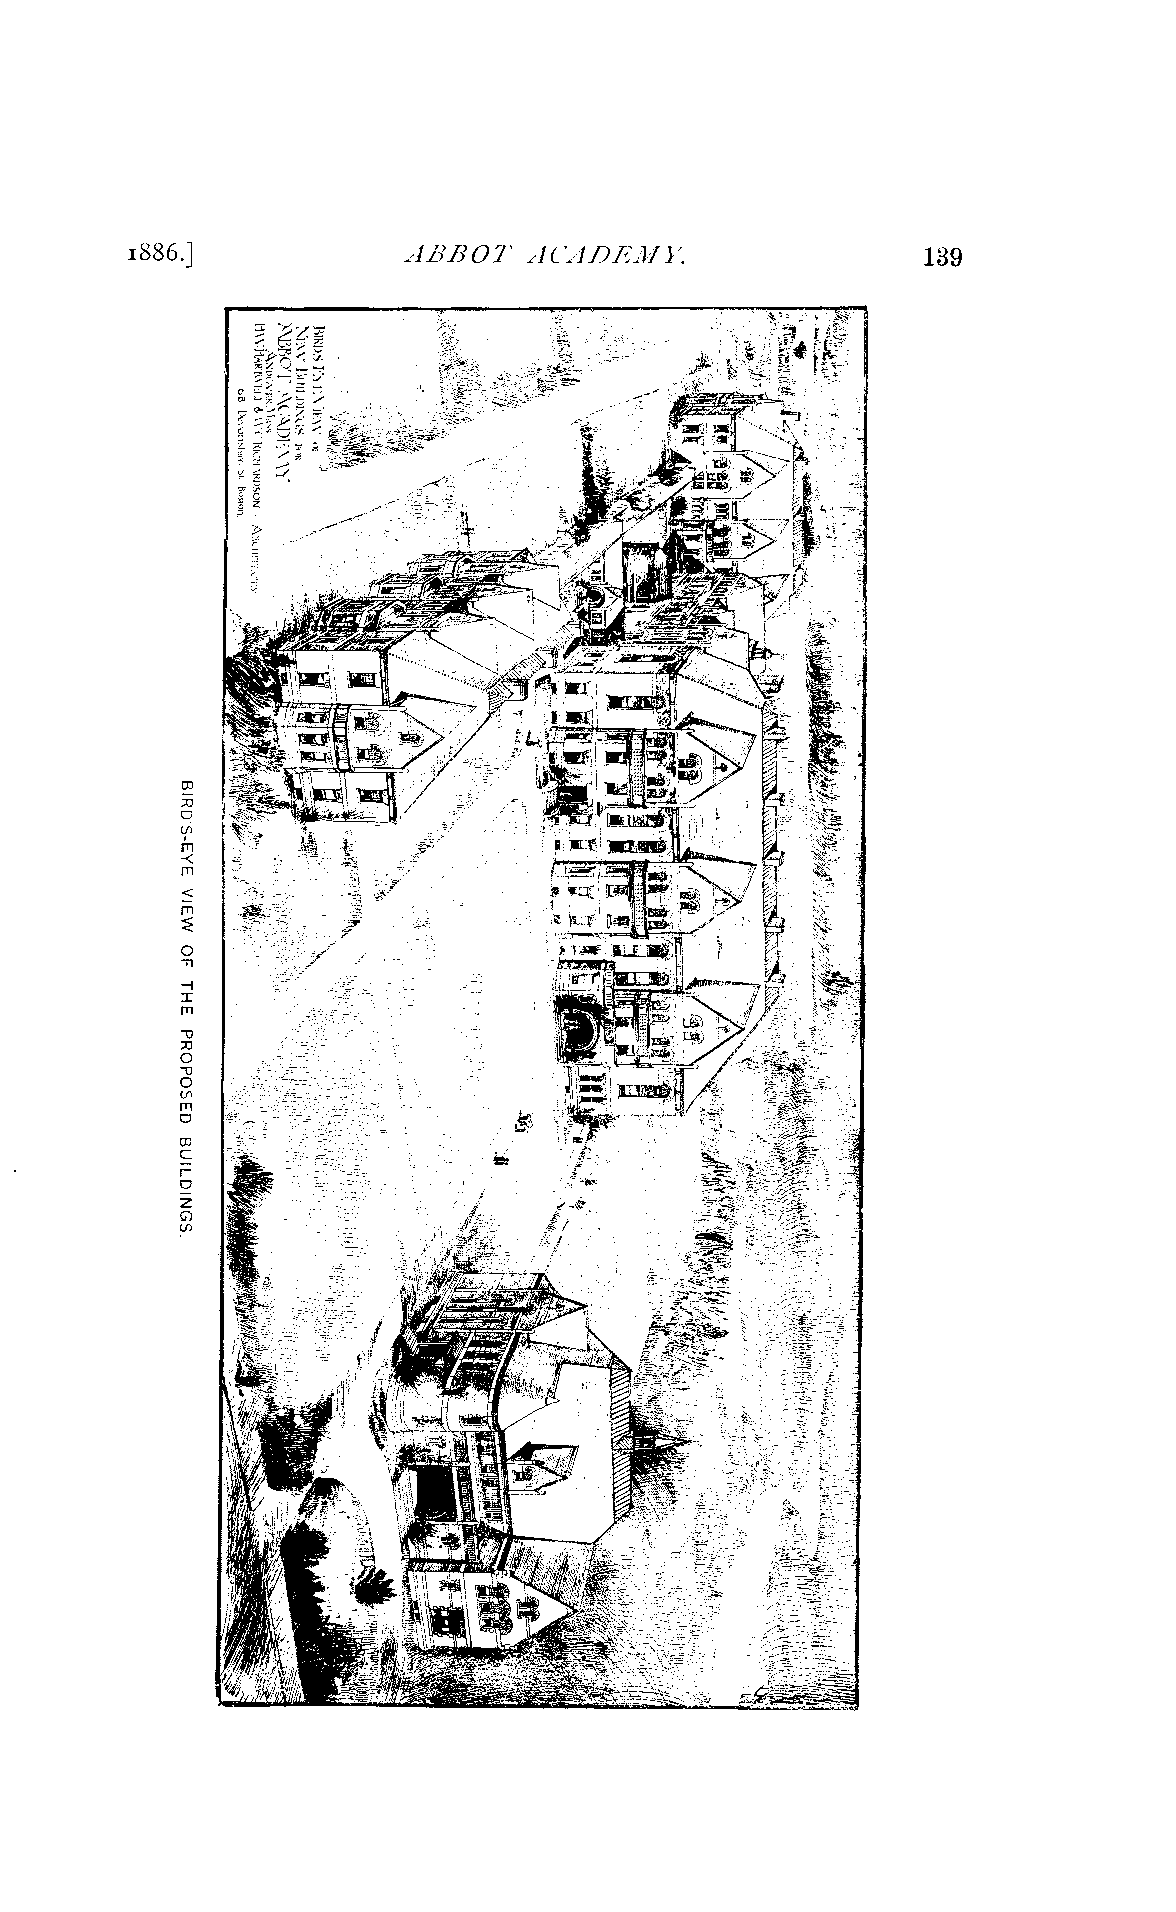 1886.]
ABBOT ACADEMY.
139
BIRDS EYE VIEW OF
NEW BUILDINGS FOR
ABBOT ACADEMY
ANDOVER MASS
H.W. HARTWELL & W.C. RICHARDSON ARCHITECTS
68 Devonshire St. Boston
BIRD'S-EYE VIEW OF THE PROPOSED BUILDINGS.